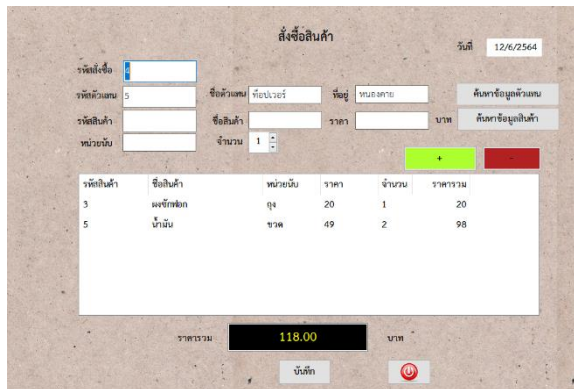 สั่งซื้อสินค้า
วันที่ 12/6/2564
รหัสสั่งซื้อ 4
รหัสตัวแทน 5 ชื่อตัวแทน ท็อปเวอร์ ที่อยู่ หนองคาย ค้นหาข้อมูลตัวแทน
รหัสสินค้า ชื่อสินค้า ราคา บาท ค้นหาข้อมูลสินค้า
หน่วยนับ จำนวน 1
+ -
รหัสสินค้า ชื่อสินค้า หน่วยนับ ราคา จำนวน ราคารวม
3 ผงซักฟอก ถุง 20 1 20
5 น้ำมัน ขวด 49 2 98
ราคารวม 118.00 บาท
บันทึก